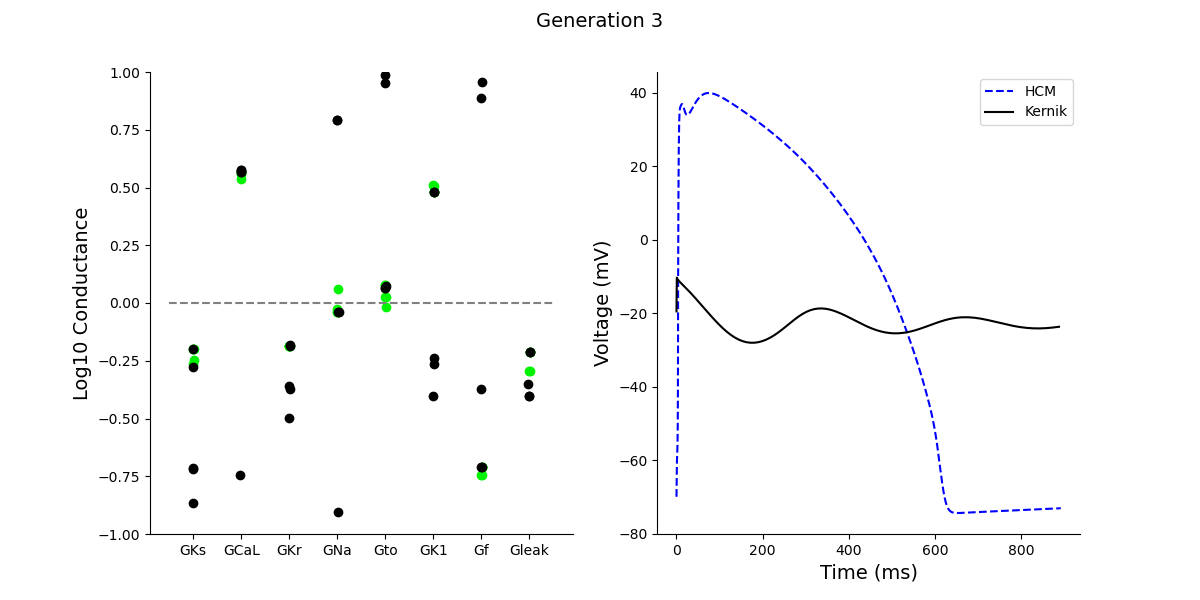 Generation 3
Log10 Conductance
1.00
0.75
0.50
0.25
0.00
−0.25
−0.50
−0.75
−1.00
GKs GCaL GKr GNa Gto GK1 Gf Gleak
Voltage (mV)
40
20
0
−20
−40
−60
−80
0 200 400 600 800
Time (ms)
HCM
Kernik